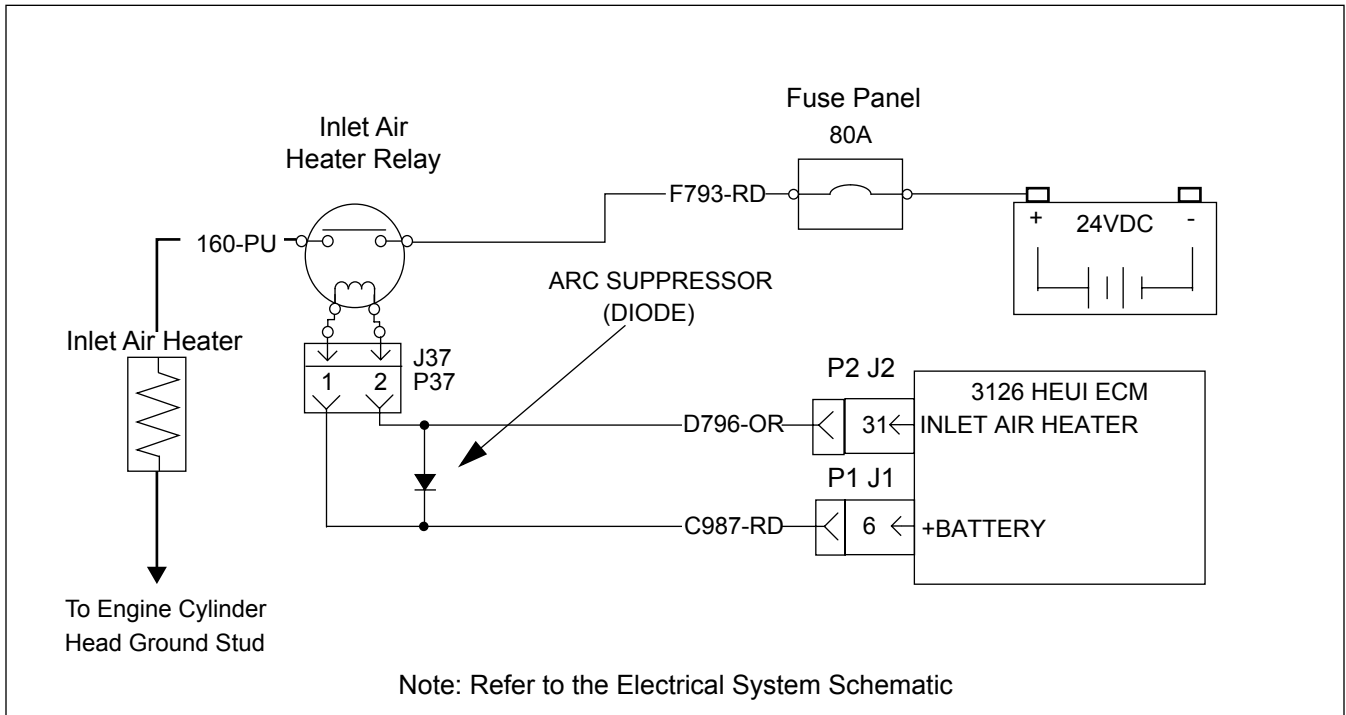 Fuse Panel
80A
Inlet Air
Heater Relay
F793-RD
+ 24VDC -
160-PU
ARC SUPPRESSOR
(DIODE)
Inlet Air Heater
J37
1 2 P37
P2 J2
3126 HEUI ECM
D796-OR 31 INLET AIR HEATER
P1 J1
C987-RD 6 +BATTERY
To Engine Cylinder
Head Ground Stud
Note: Refer to the Electrical System Schematic